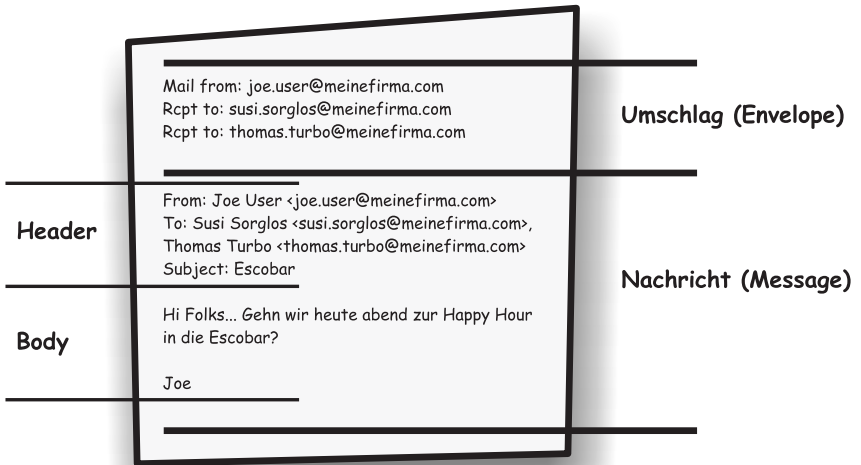 Mail from: joe.user@meinefirma.com
Rcpt to: susi.sorglos@meinefirma.com
Rcpt to: thomas.turbo@meinefirma.com
Umschlag (Envelope)
Header
From: Joe User <joe.user@meinefirma.com>
To: Susi Sorglos <susi.sorglos@meinefirma.com>,
Thomas Turbo <thomas.turbo@meinefirma.com>
Subject: Escobar
Nachricht (Message)
Body
Hi Folks... Gehn wir heute abend zur Happy Hour
in die Escobar?
Joe